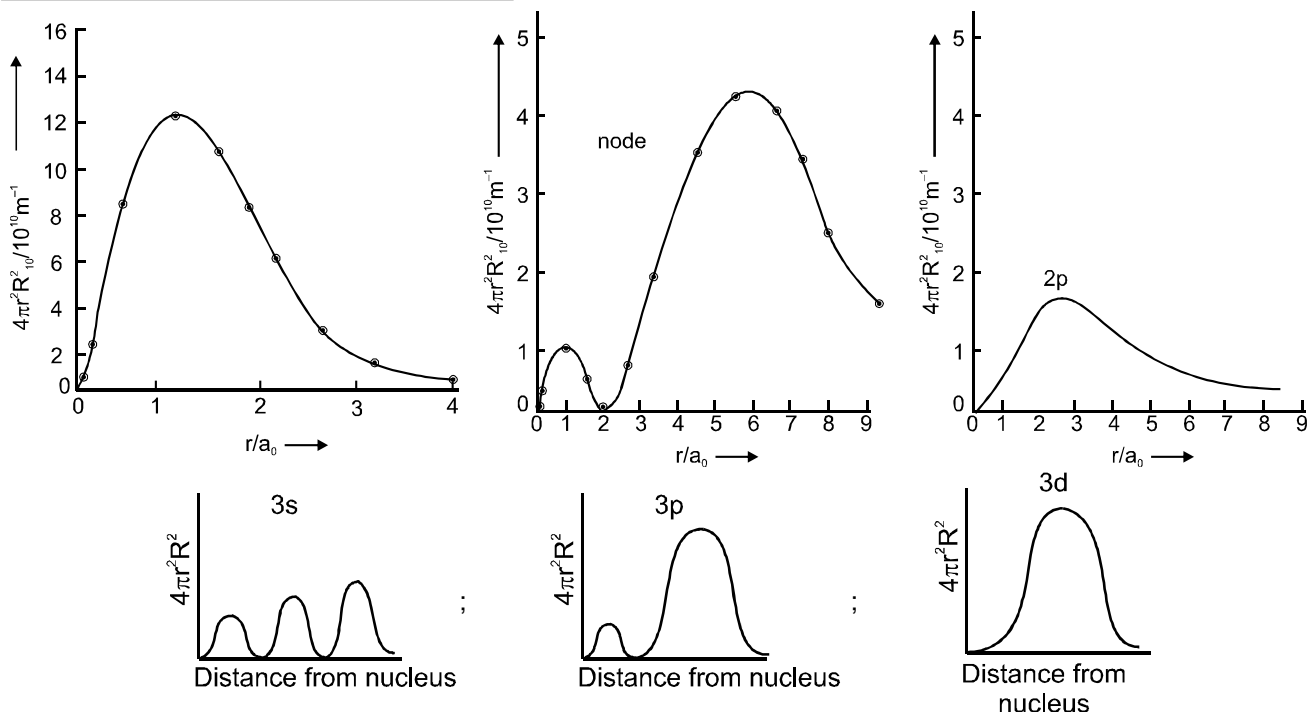 16
14
12
10
8
6
4
2
0
4πr²R²₁₀/10¹⁰m⁻¹
0 1 2 3 4
r/a₀
5
4
3
2
1
0
4πr²R²₁₀/10¹⁰m⁻¹
node
0 1 2 3 4 5 6 7 8 9
r/a₀
5
4
3
2
1
0
4πr²R²₁₀/10¹⁰m⁻¹
2p
0 1 2 3 4 5 6 7 8 9
r/a₀
3s
4πr²R²
Distance from nucleus
;
3p
4πr²R²
Distance from nucleus
;
3d
4πr²R²
Distance from
nucleus